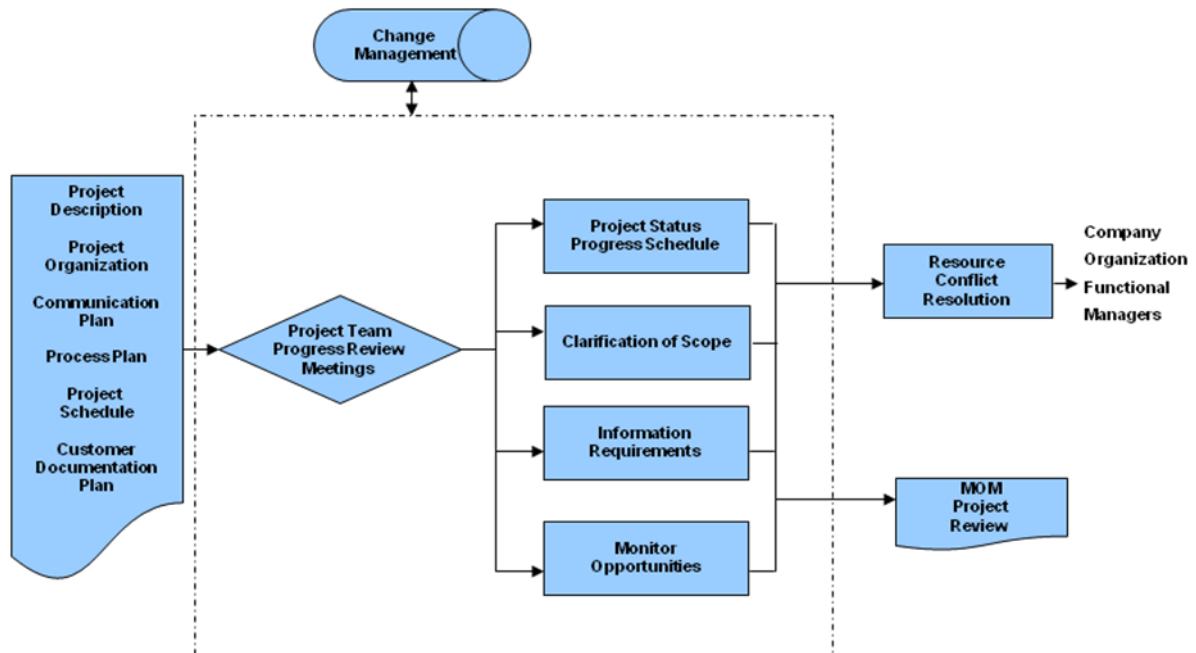 Change
Management
Project
Description
Project
Organization
Communication
Plan
Process Plan
Project
Schedule
Customer
Documentation
Plan
Project Team
Progress Review
Meetings
Project Status
Progress Schedule
Clarification of Scope
Information
Requirements
Monitor
Opportunities
Resource
Conflict
Resolution
Company
Organization
Functional
Managers
MOM
Project
Review